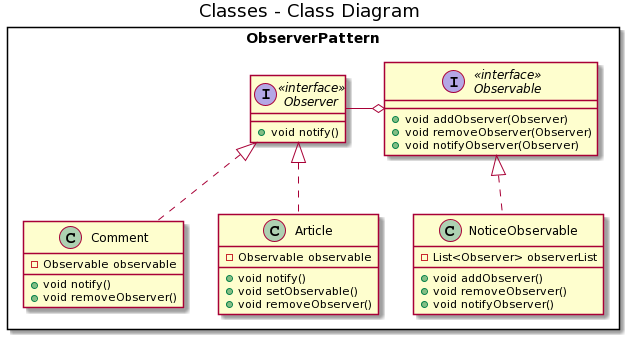 Classes - Class Diagram
ObserverPattern
I
«interface»
Observer
void notify()
I
«interface»
Observable
void addObserver(Observer)
void removeObserver(Observer)
void notifyObserver(Observer)
C
Comment
Observable observable
void notify()
void removeObserver()
C
Article
Observable observable
void notify()
void setObservable()
void removeObserver()
C
NoticeObservable
List<Observer> observerList
void addObserver()
void removeObserver()
void notifyObserver()